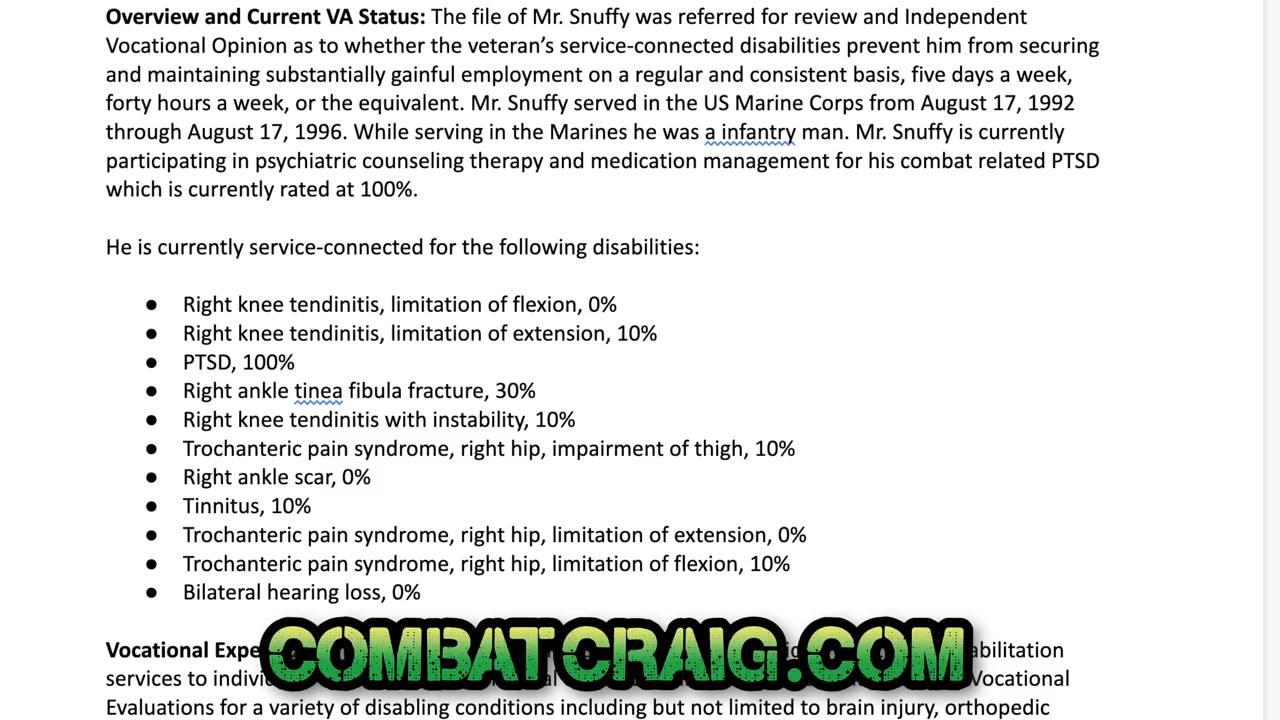 Overview and Current VA Status: The file of Mr. Snuffy was referred for review and Independent
Vocational Opinion as to whether the veteran’s service-connected disabilities prevent him from securing
and maintaining substantially gainful employment on a regular and consistent basis, five days a week,
forty hours a week, or the equivalent. Mr. Snuffy served in the US Marine Corps from August 17, 1992
through August 17, 1996. While serving in the Marines he was a infantry man. Mr. Snuffy is currently
participating in psychiatric counseling therapy and medication management for his combat related PTSD
which is currently rated at 100%.
He is currently service-connected for the following disabilities:
● Right knee tendinitis, limitation of flexion, 0%
● Right knee tendinitis, limitation of extension, 10%
● PTSD, 100%
● Right ankle tinea fibula fracture, 30%
● Right knee tendinitis with instability, 10%
● Trochanteric pain syndrome, right hip, impairment of thigh, 10%
● Right ankle scar, 0%
● Tinnitus, 10%
● Trochanteric pain syndrome, right hip, limitation of extension, 0%
● Trochanteric pain syndrome, right hip, limitation of flexion, 10%
● Bilateral hearing loss, 0%
COMBATCRAIG.COM
Vocational
services to Vocational
Evaluations for a variety of disabling conditions including but not limited to brain injury, orthopedic